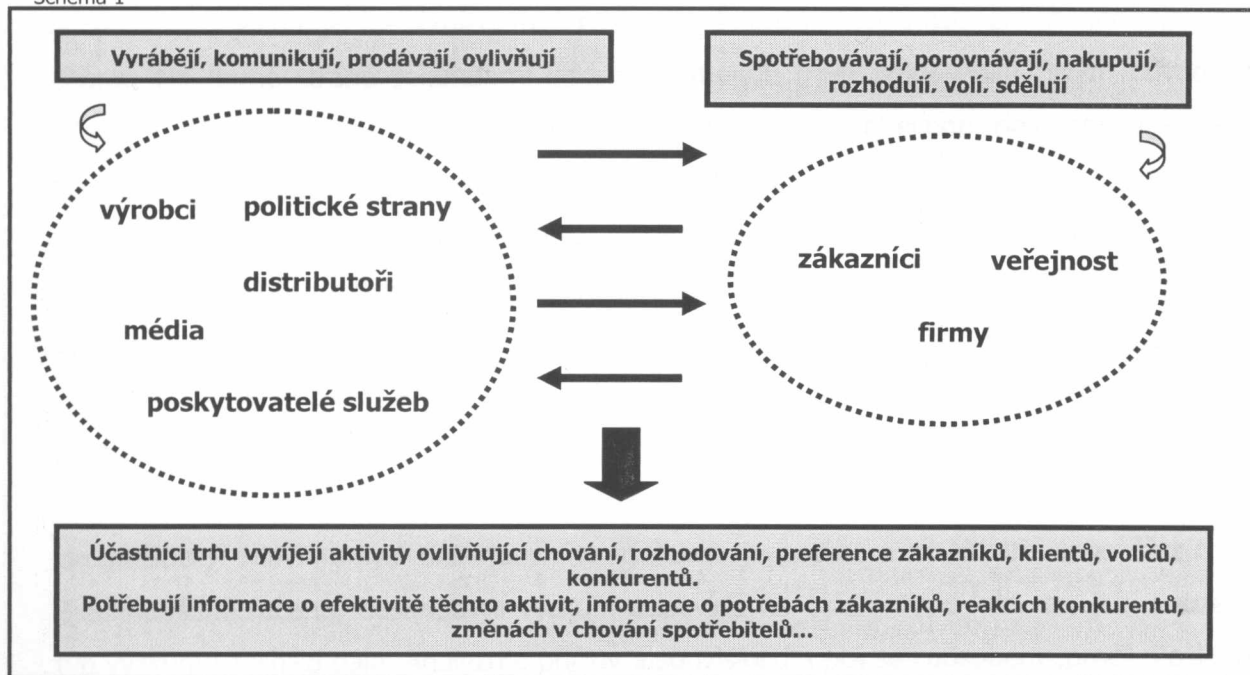 Schéma 1
Vyrábějí, komunikují, prodávají, ovlivňují
Spotřebovávají, porovnávají, nakupují,
rozhodují, volí, sdělují
výrobci politické strany
distributoři
média
poskytovatelé služeb
zákazníci veřejnost
firmy
Účastníci trhu vyvíjejí aktivity ovlivňující chování, rozhodování, preference zákazníků, klientů, voličů,
konkurentů.
Potřebují informace o efektivitě těchto aktivit, informace o potřebách zákazníků, reakcích konkurentů,
změnách v chování spotřebitelů...